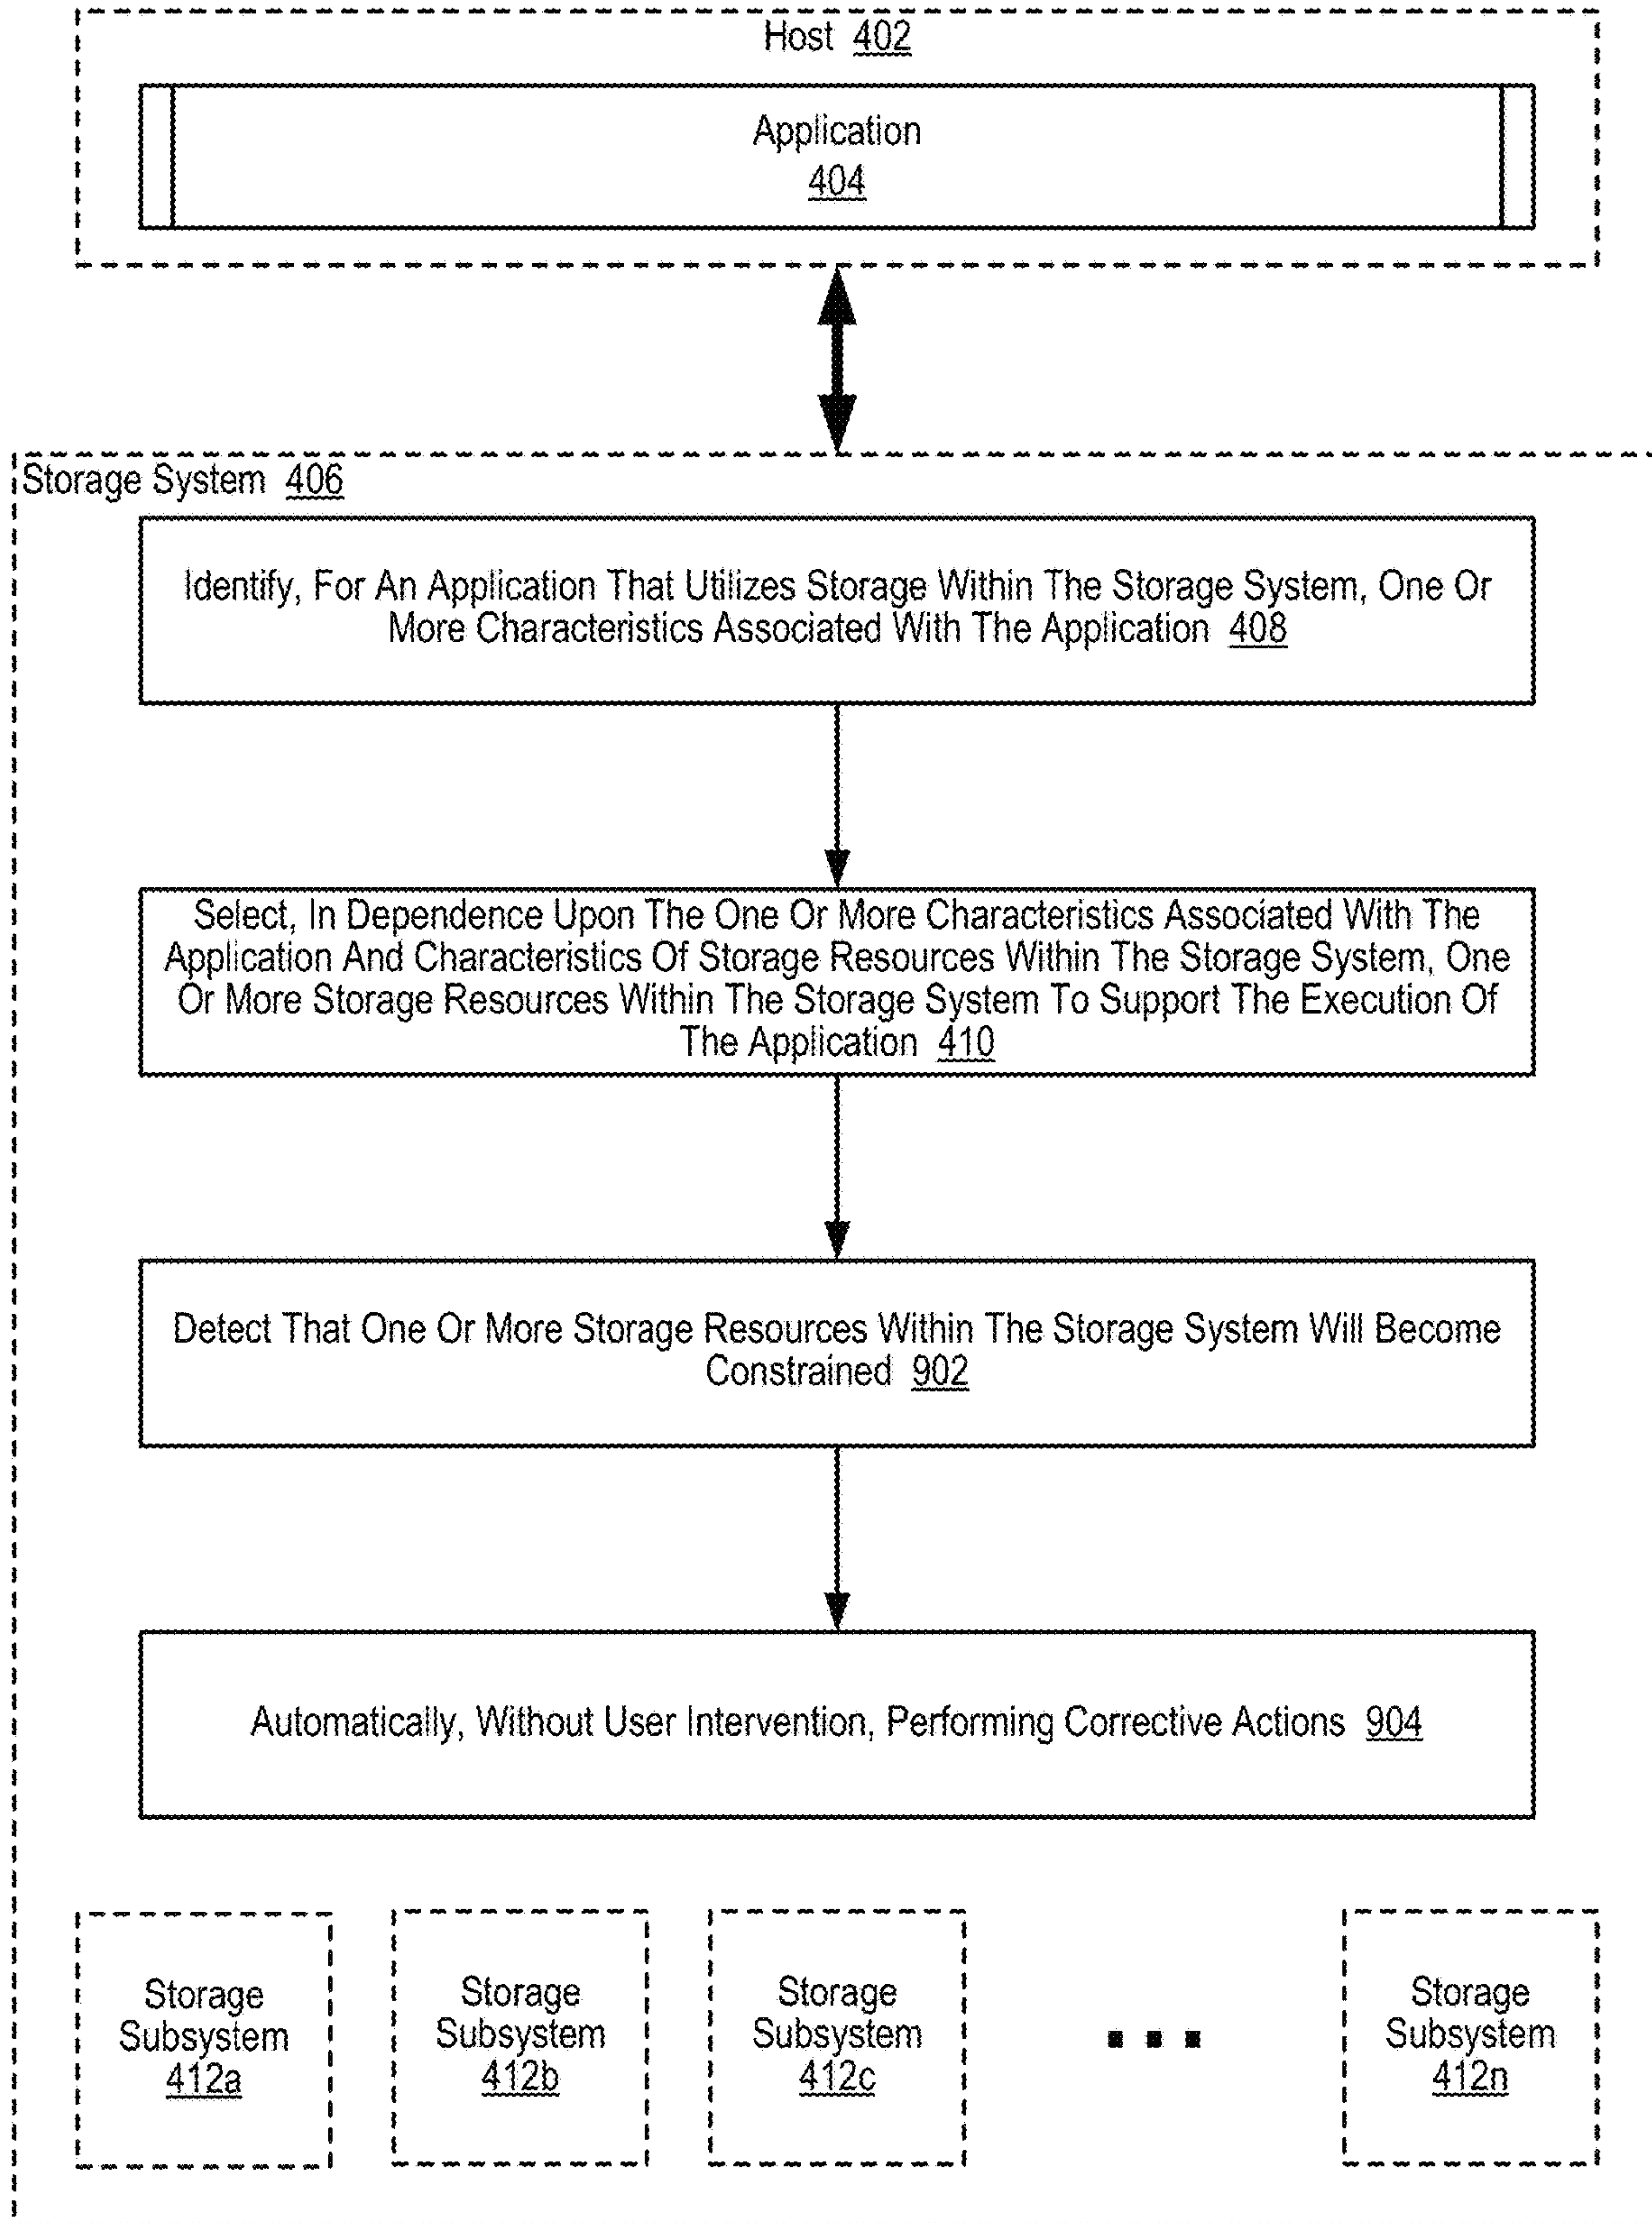 Host 402
Application
404
Storage System 406
Identify, For An Application That Utilizes Storage Within The Storage System, One Or
More Characteristics Associated With The Application 408
Select, In Dependence Upon The One Or More Characteristics Associated With The
Application And Characteristics Of Storage Resources Within The Storage System, One
Or More Storage Resources Within The Storage System To Support The Execution Of
The Application 410
Detect That One Or More Storage Resources Within The Storage System Will Become
Constrained 902
Automatically, Without User Intervention, Performing Corrective Actions 904
Storage
Subsystem
412a
Storage
Subsystem
412b
Storage
Subsystem
412c
...
Storage
Subsystem
412n